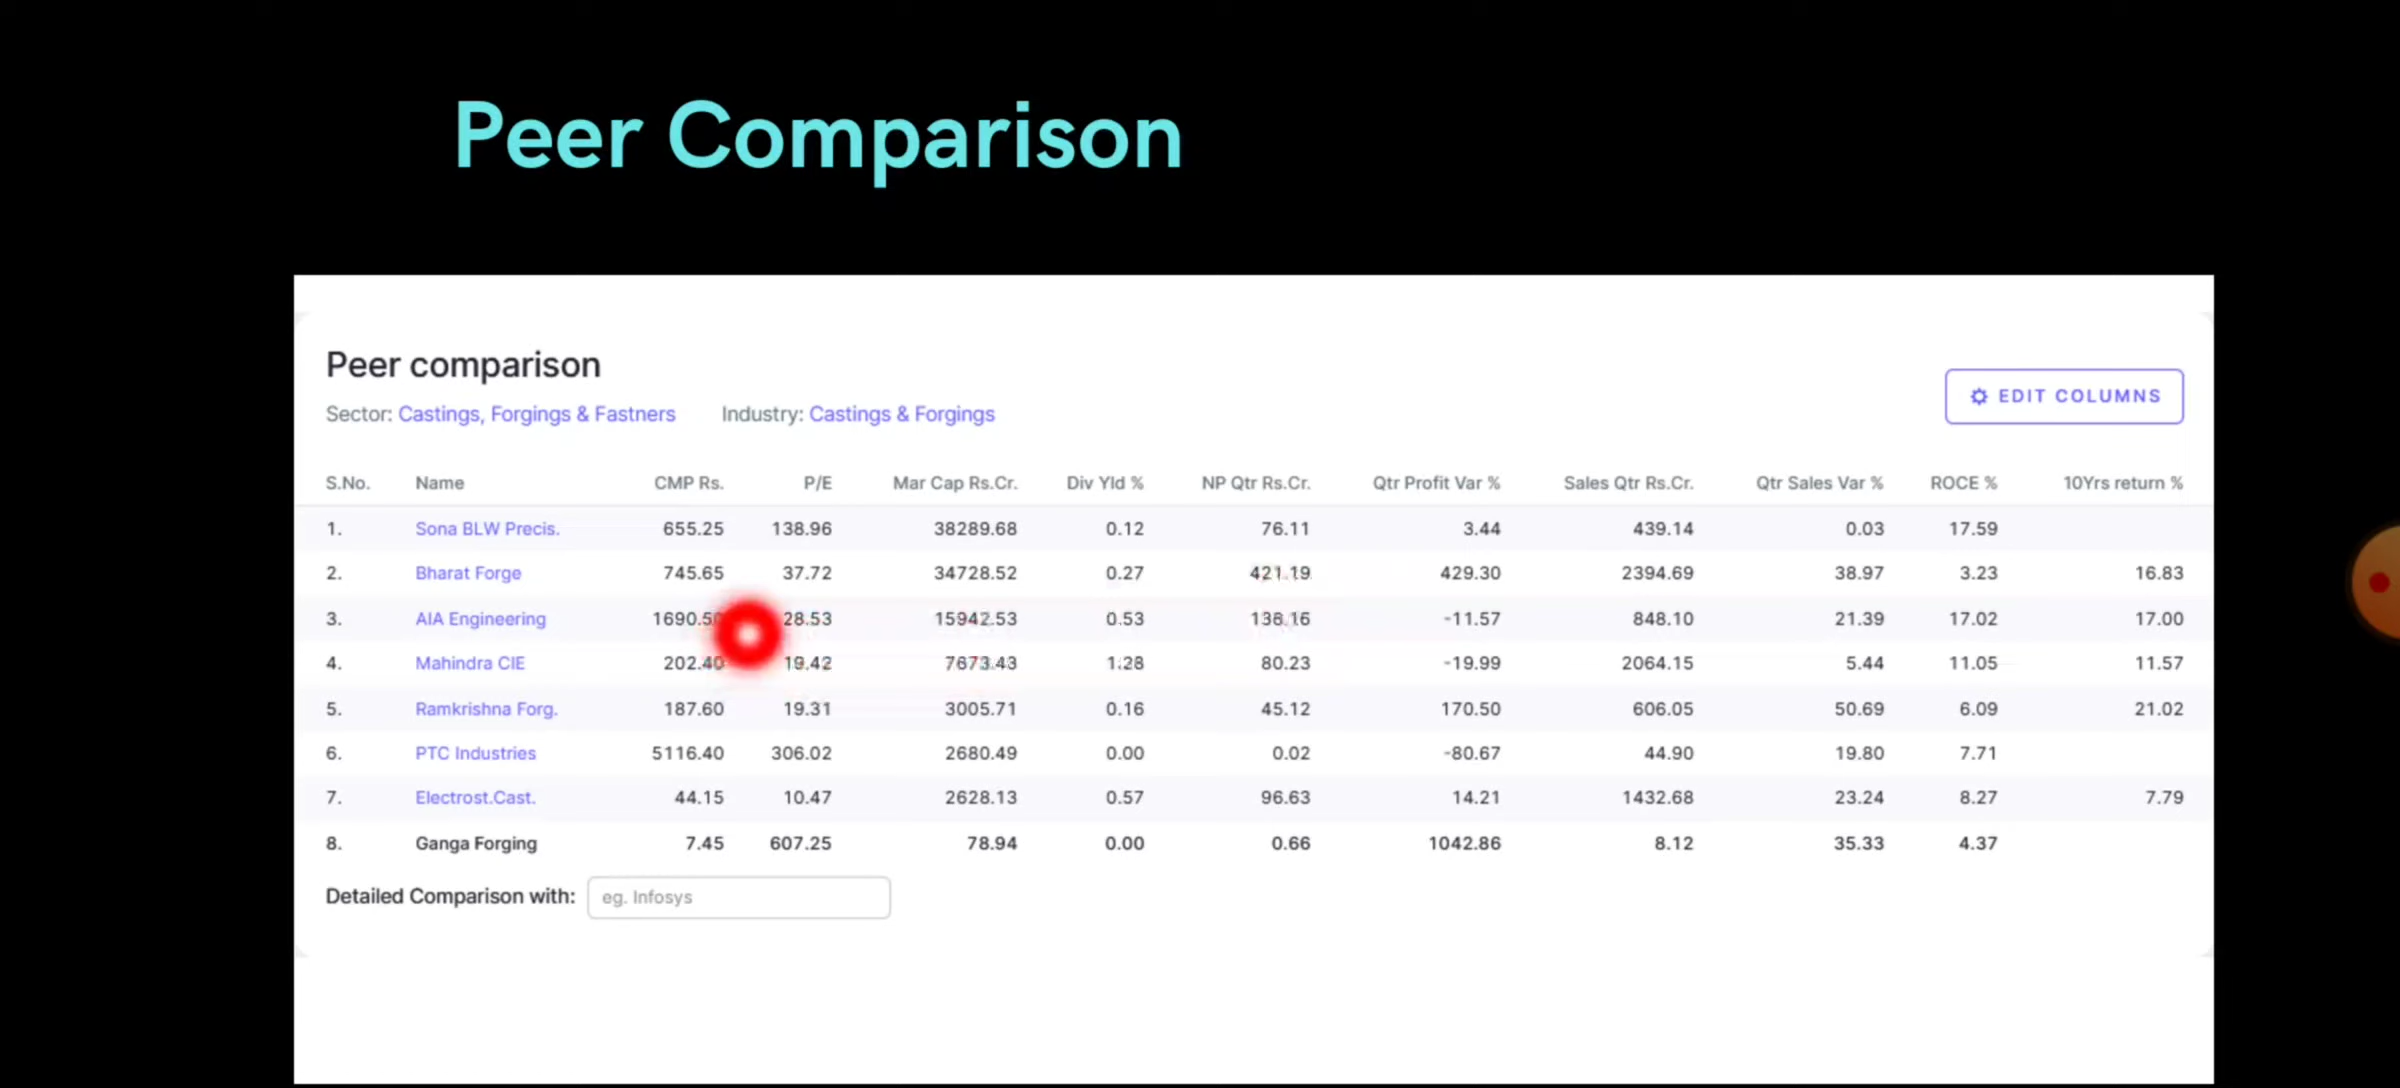 Peer Comparison
Peer comparison
EDIT COLUMNS
Sector: Castings, Forgings & Fastners Industry: Castings & Forgings
S.No. Name CMP Rs. P/E Mar Cap Rs.Cr. Div Yld % NP Qtr Rs.Cr. Qtr Profit Var % Sales Qtr Rs.Cr. Qtr Sales Var % ROCE % 10Yrs return %
1. Sona BLW Precis. 655.25 138.96 38289.68 0.12 76.11 3.44 439.14 0.03 17.59
2. Bharat Forge 745.65 37.72 34728.52 0.27 421.19 429.30 2394.69 38.97 3.23 16.83
3. AIA Engineering 28.53 15942.53 0.53 -11.57 848.10 21.39 17.02 17.00
4. Mahindra CIE 202.40 19.42 7673.43 1.28 80.23 -19.99 2064.15 5.44 11.05 11.57
5. Ramkrishna Forg. 187.60 19.31 3005.71 0.16 45.12 170.50 606.05 50.69 6.09 21.02
6. PTC Industries 5116.40 306.02 2680.49 0.00 0.02 -80.67 44.90 19.80 7.71
7. Electrost.Cast. 44.15 10.47 2628.13 0.57 96.63 14.21 1432.68 23.24 8.27 7.79
8. Ganga Forging 7.45 607.25 78.94 0.00 0.66 1042.86 8.12 35.33 4.37
Detailed Comparison with: eg. Infosys